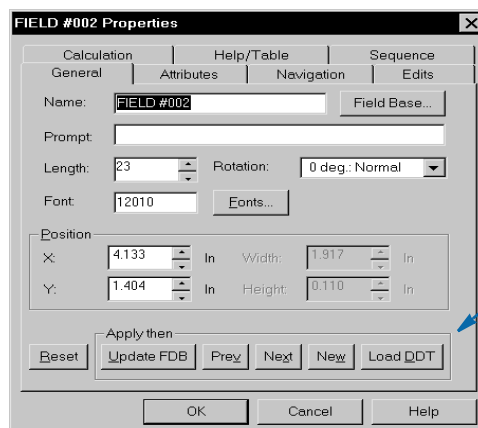 FIELD #002 Properties
Calculation Help/Table Sequence
General Attributes Navigation Edits
Name: FIELD #002 Field Base...
Prompt:
Length: 23 Rotation: 0 deg.: Normal
Font: 12010 Fonts...
Position
X: 4.133 In Width: 1.917 In
Y: 1.404 In Height: 0.110 In
Apply then
Reset Update FDB Prev Next New Load DDT
OK Cancel Help